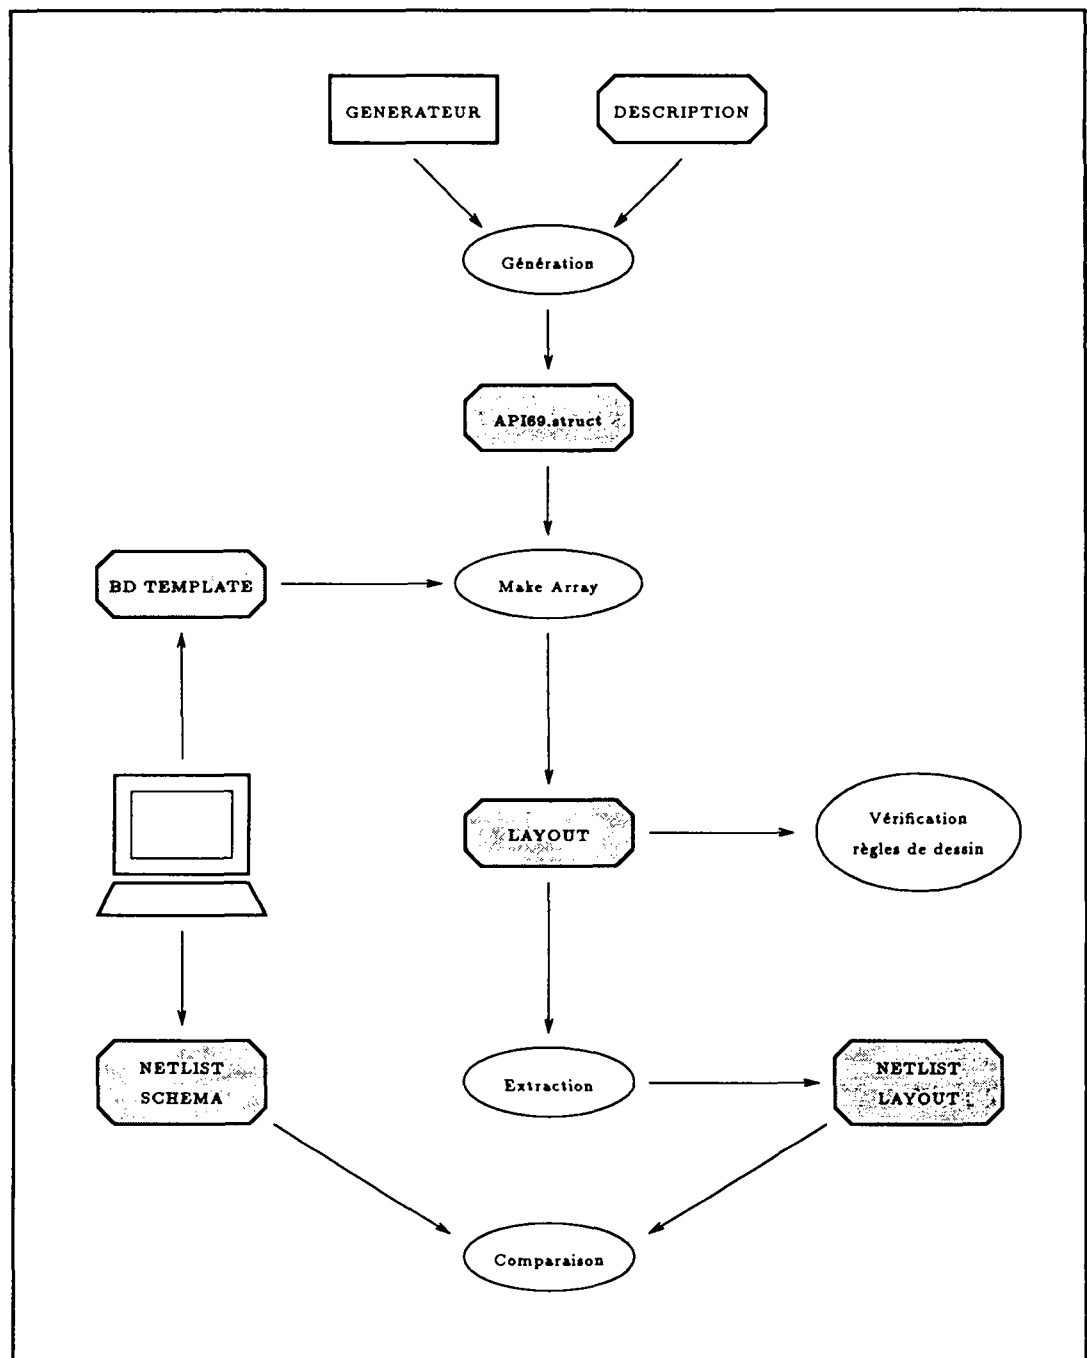 GENERATEUR
DESCRIPTION
Génération
API69.struct
BD TEMPLATE
Make Array
LAYOUT
Vérification
règles de dessin
NETLIST
SCHEMA
Extraction
NETLIST
LAYOUT
Comparaison